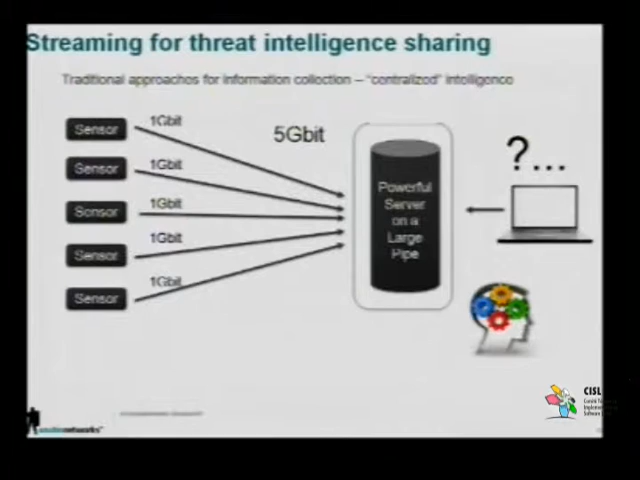 Streaming for threat intelligence sharing
Traditional approaches for information collection – "centralized" intelligence
Sensor
1Gbit
Sensor
1Gbit
Sensor
1Gbit
Sensor
1Gbit
Sensor
1Gbit
5Gbit
Powerful
Server
on a
Large
Pipe
?...
CISL